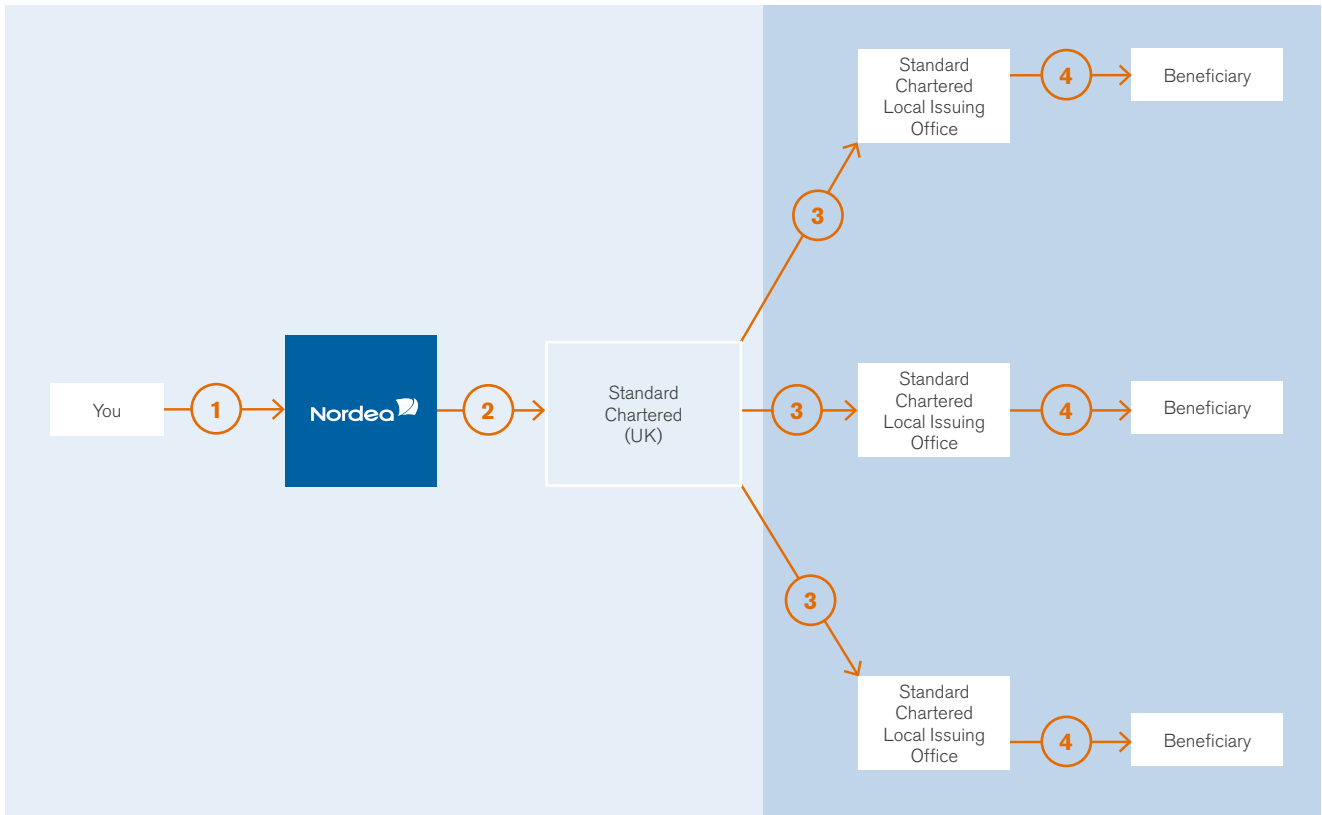 You
1
Nordea
2
Standard
Chartered
(UK)
3
Standard
Chartered
Local Issuing
Office
4
Beneficiary
3
Standard
Chartered
Local Issuing
Office
4
Beneficiary
3
Standard
Chartered
Local Issuing
Office
4
Beneficiary